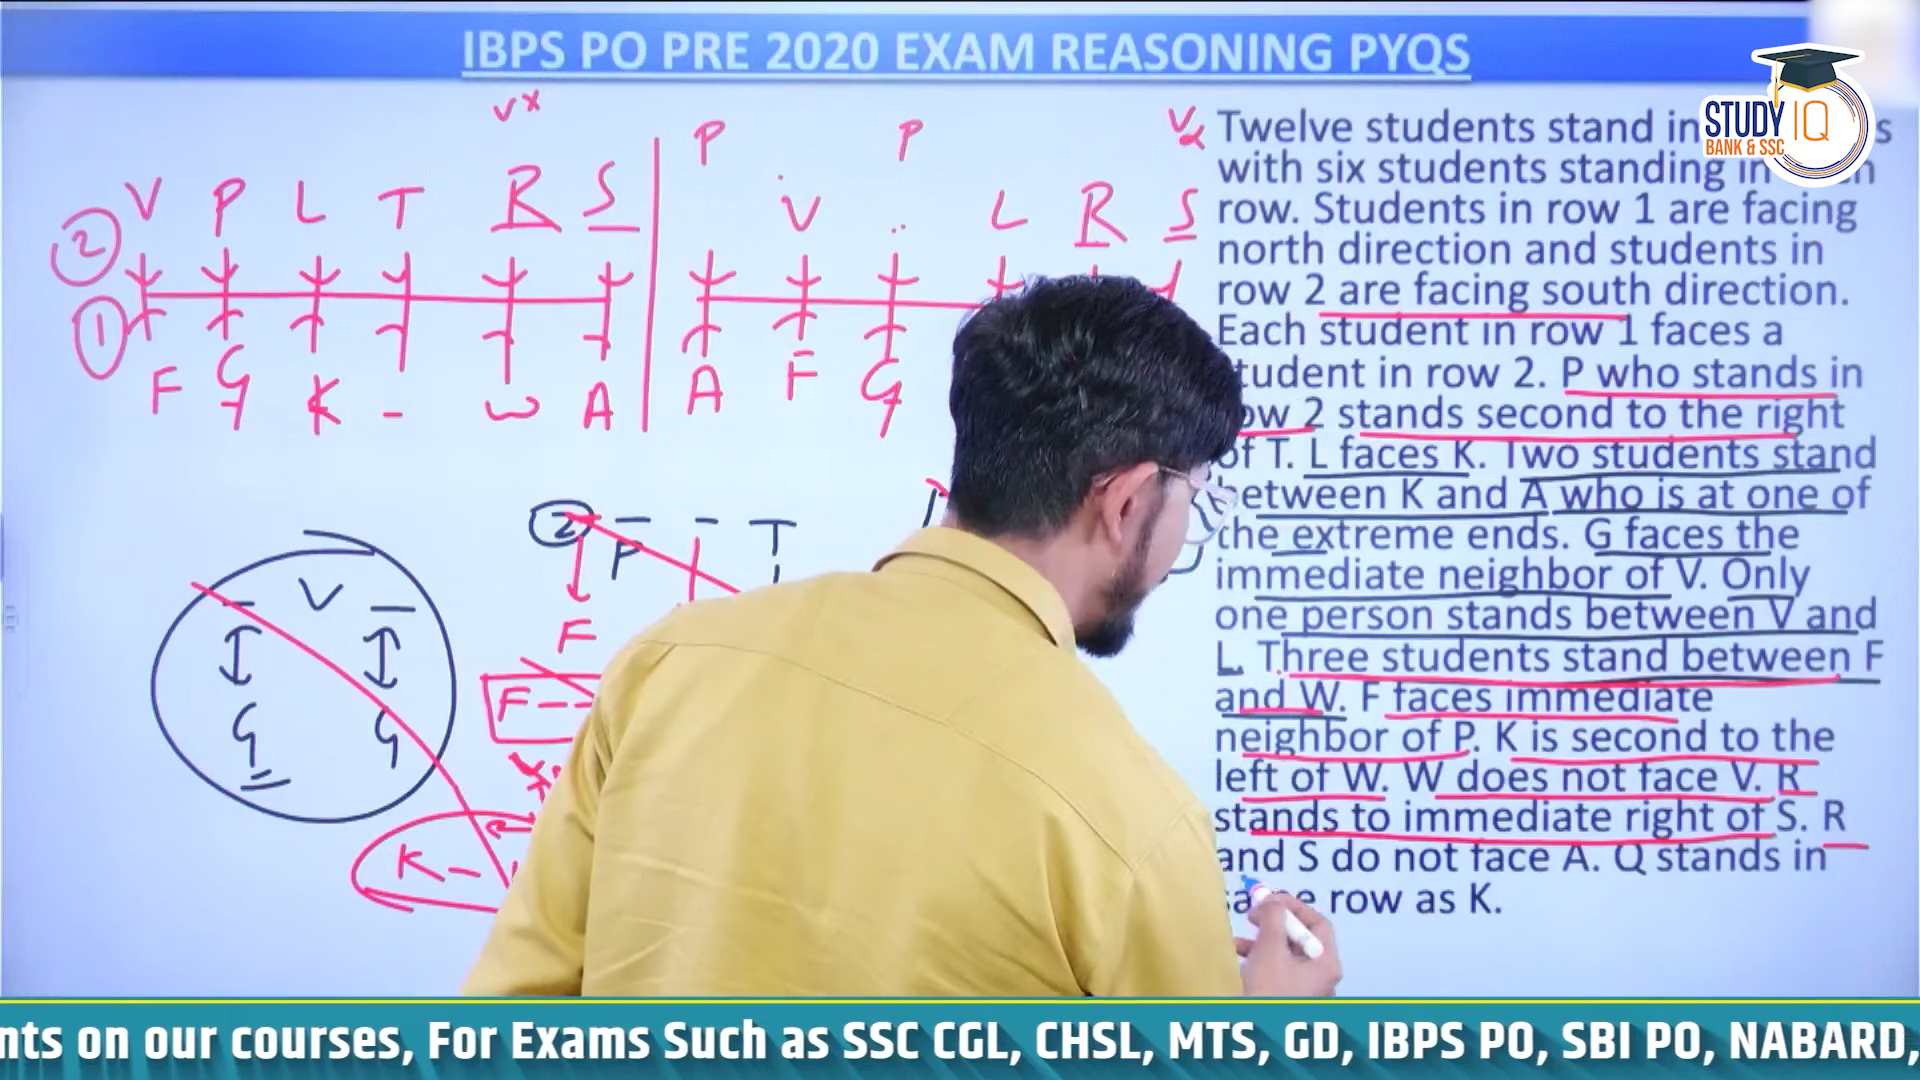 IBPS PO PRE 2020 EXAM REASONING PYQS
STUDY IQ
BANK & SSC
V x
P
P
V
V P L T R S
V
L R S
2
1
F G K - W A
A F G
Twelve students stand in s
with six students standing in
row. Students in row 1 are facing
north direction and students in
row 2 are facing south direction.
Each student in row 1 faces a
student in row 2. P who stands in
row 2 stands second to the right
of T. L faces K. Two students stand
between K and A who is at one of
the extreme ends. G faces the
immediate neighbor of V. Only
one person stands between V and
L. Three students stand between F
and W. F faces immediate
neighbor of P. K is second to the
left of W. W does not face V. R
stands to immediate right of S. R
and S do not face A. Q stands in
row as K.
2 - - T
P
F
F - -
- V -
G G
K -
nts on our courses, For Exams Such as SSC CGL, CHSL, MTS, GD, IBPS PO, SBI PO, NABARD,